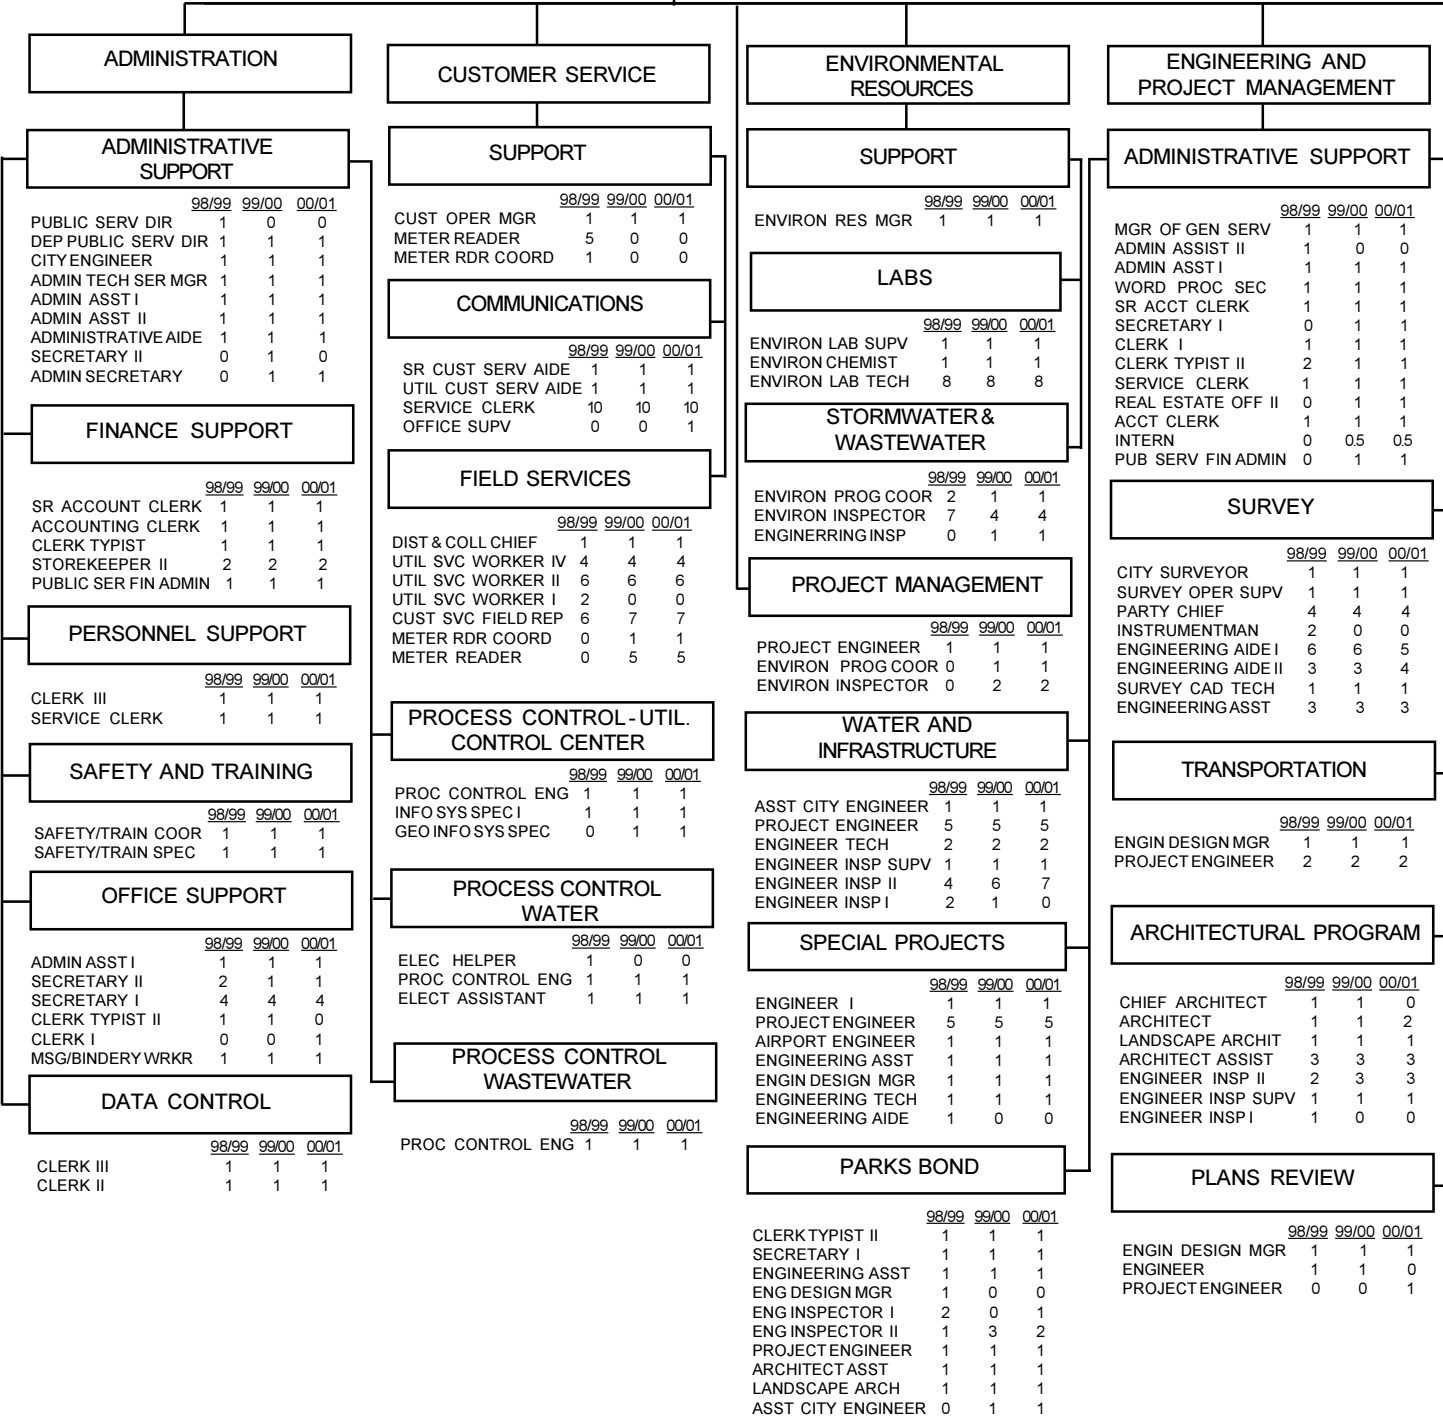 ADMINISTRATION
ADMINISTRATIVE
SUPPORT
98/99 99/00 00/01
PUBLIC SERV DIR 1 0 0
DEP PUBLIC SERV DIR 1 1 1
CITY ENGINEER 1 1 1
ADMIN TECH SER MGR 1 1 1
ADMIN ASST I 1 1 1
ADMIN ASST II 1 1 1
ADMINISTRATIVE AIDE 1 1 1
SECRETARY II 0 1 0
ADMIN SECRETARY 0 1 1
FINANCE SUPPORT
98/99 99/00 00/01
SR ACCOUNT CLERK 1 1 1
ACCOUNTING CLERK 1 1 1
CLERK TYPIST 1 1 1
STOREKEEPER II 2 2 2
PUBLIC SER FIN ADMIN 1 1 1
PERSONNEL SUPPORT
98/99 99/00 00/01
CLERK III 1 1 1
SERVICE CLERK 1 1 1
SAFETY AND TRAINING
98/99 99/00 00/01
SAFETY/TRAIN COOR 1 1 1
SAFETY/TRAIN SPEC 1 1 1
OFFICE SUPPORT
98/99 99/00 00/01
ADMIN ASST I 1 1 1
SECRETARY II 2 1 1
SECRETARY I 4 4 4
CLERK TYPIST II 1 1 0
CLERK I 0 0 1
MSG/BINDERY WRKR 1 1 1
DATA CONTROL
98/99 99/00 00/01
CLERK III 1 1 1
CLERK II 1 1 1
CUSTOMER SERVICE
SUPPORT
98/99 99/00 00/01
CUST OPER MGR 1 1 1
METER READER 5 0 0
METER RDR COORD 1 0 0
COMMUNICATIONS
98/99 99/00 00/01
SR CUST SERV AIDE 1 1 1
UTIL CUST SERV AIDE 1 1 1
SERVICE CLERK 10 10 10
OFFICE SUPV 0 0 1
FIELD SERVICES
98/99 99/00 00/01
DIST & COLL CHIEF 1 1 1
UTIL SVC WORKER IV 4 4 4
UTIL SVC WORKER II 6 6 6
UTIL SVC WORKER I 2 0 0
CUST SVC FIELD REP 6 7 7
METER RDR COORD 0 1 1
METER READER 0 5 5
PROCESS CONTROL - UTIL.
CONTROL CENTER
98/99 99/00 00/01
PROC CONTROL ENG 1 1 1
INFO SYS SPEC I 1 1 1
GEO INFO SYS SPEC 0 1 1
PROCESS CONTROL
WATER
98/99 99/00 00/01
ELEC HELPER 1 0 0
PROC CONTROL ENG 1 1 1
ELECT ASSISTANT 1 1 1
PROCESS CONTROL
WASTEWATER
98/99 99/00 00/01
PROC CONTROL ENG 1 1 1
ENVIRONMENTAL
RESOURCES
SUPPORT
98/99 99/00 00/01
ENVIRON RES MGR 1 1 1
LABS
98/99 99/00 00/01
ENVIRON LAB SUPV 1 1 1
ENVIRON CHEMIST 1 1 1
ENVIRON LAB TECH 8 8 8
STORMWATER &
WASTEWATER
98/99 99/00 00/01
ENVIRON PROG COOR 2 1 1
ENVIRON INSPECTOR 7 4 4
ENGINERRING INSP 0 1 1
PROJECT MANAGEMENT
98/99 99/00 00/01
PROJECT ENGINEER 1 1 1
ENVIRON PROG COOR 0 1 1
ENVIRON INSPECTOR 0 2 2
WATER AND
INFRASTRUCTURE
98/99 99/00 00/01
ASST CITY ENGINEER 1 1 1
PROJECT ENGINEER 5 5 5
ENGINEER TECH 2 2 2
ENGINEER INSP SUPV 1 1 1
ENGINEER INSP II 4 6 7
ENGINEER INSP I 2 1 0
SPECIAL PROJECTS
98/99 99/00 00/01
ENGINEER I 1 1 1
PROJECT ENGINEER 5 5 5
AIRPORT ENGINEER 1 1 1
ENGINEERING ASST 1 1 1
ENGIN DESIGN MGR 1 1 1
ENGINEERING TECH 1 1 1
ENGINEERING AIDE 1 0 0
PARKS BOND
98/99 99/00 00/01
CLERK TYPIST II 1 1 1
SECRETARY I 1 1 1
ENGINEERING ASST 1 1 1
ENG DESIGN MGR 1 0 0
ENG INSPECTOR I 2 0 1
ENG INSPECTOR II 1 3 2
PROJECT ENGINEER 1 1 1
ARCHITECT ASST 1 1 1
LANDSCAPE ARCH 1 1 1
ASST CITY ENGINEER 0 1 1
ENGINEERING AND
PROJECT MANAGEMENT
ADMINISTRATIVE SUPPORT
98/99 99/00 00/01
MGR OF GEN SERV 1 1 1
ADMIN ASSIST II 1 0 0
ADMIN ASST I 1 1 1
WORD PROC SEC 1 1 1
SR ACCT CLERK 1 1 1
SECRETARY I 0 1 1
CLERK I 1 1 1
CLERK TYPIST II 2 1 1
SERVICE CLERK 1 1 1
REAL ESTATE OFF II 0 1 1
ACCT CLERK 1 1 1
INTERN 0 0.5 0.5
PUB SERV FIN ADMIN 0 1 1
SURVEY
98/99 99/00 00/01
CITY SURVEYOR 1 1 1
SURVEY OPER SUPV 1 1 1
PARTY CHIEF 4 4 4
INSTRUMENTMAN 2 0 0
ENGINEERING AIDE I 6 6 5
ENGINEERING AIDE II 3 3 4
SURVEY CAD TECH 1 1 1
ENGINEERING ASST 3 3 3
TRANSPORTATION
98/99 99/00 00/01
ENGIN DESIGN MGR 1 1 1
PROJECT ENGINEER 2 2 2
ARCHITECTURAL PROGRAM
98/99 99/00 00/01
CHIEF ARCHITECT 1 1 0
ARCHITECT 1 1 2
LANDSCAPE ARCHIT 1 1 1
ARCHITECT ASSIST 3 3 3
ENGINEER INSP II 2 3 3
ENGINEER INSP SUPV 1 1 1
ENGINEER INSP I 1 0 0
PLANS REVIEW
98/99 99/00 00/01
ENGIN DESIGN MGR 1 1 1
ENGINEER 1 1 0
PROJECT ENGINEER 0 0 1